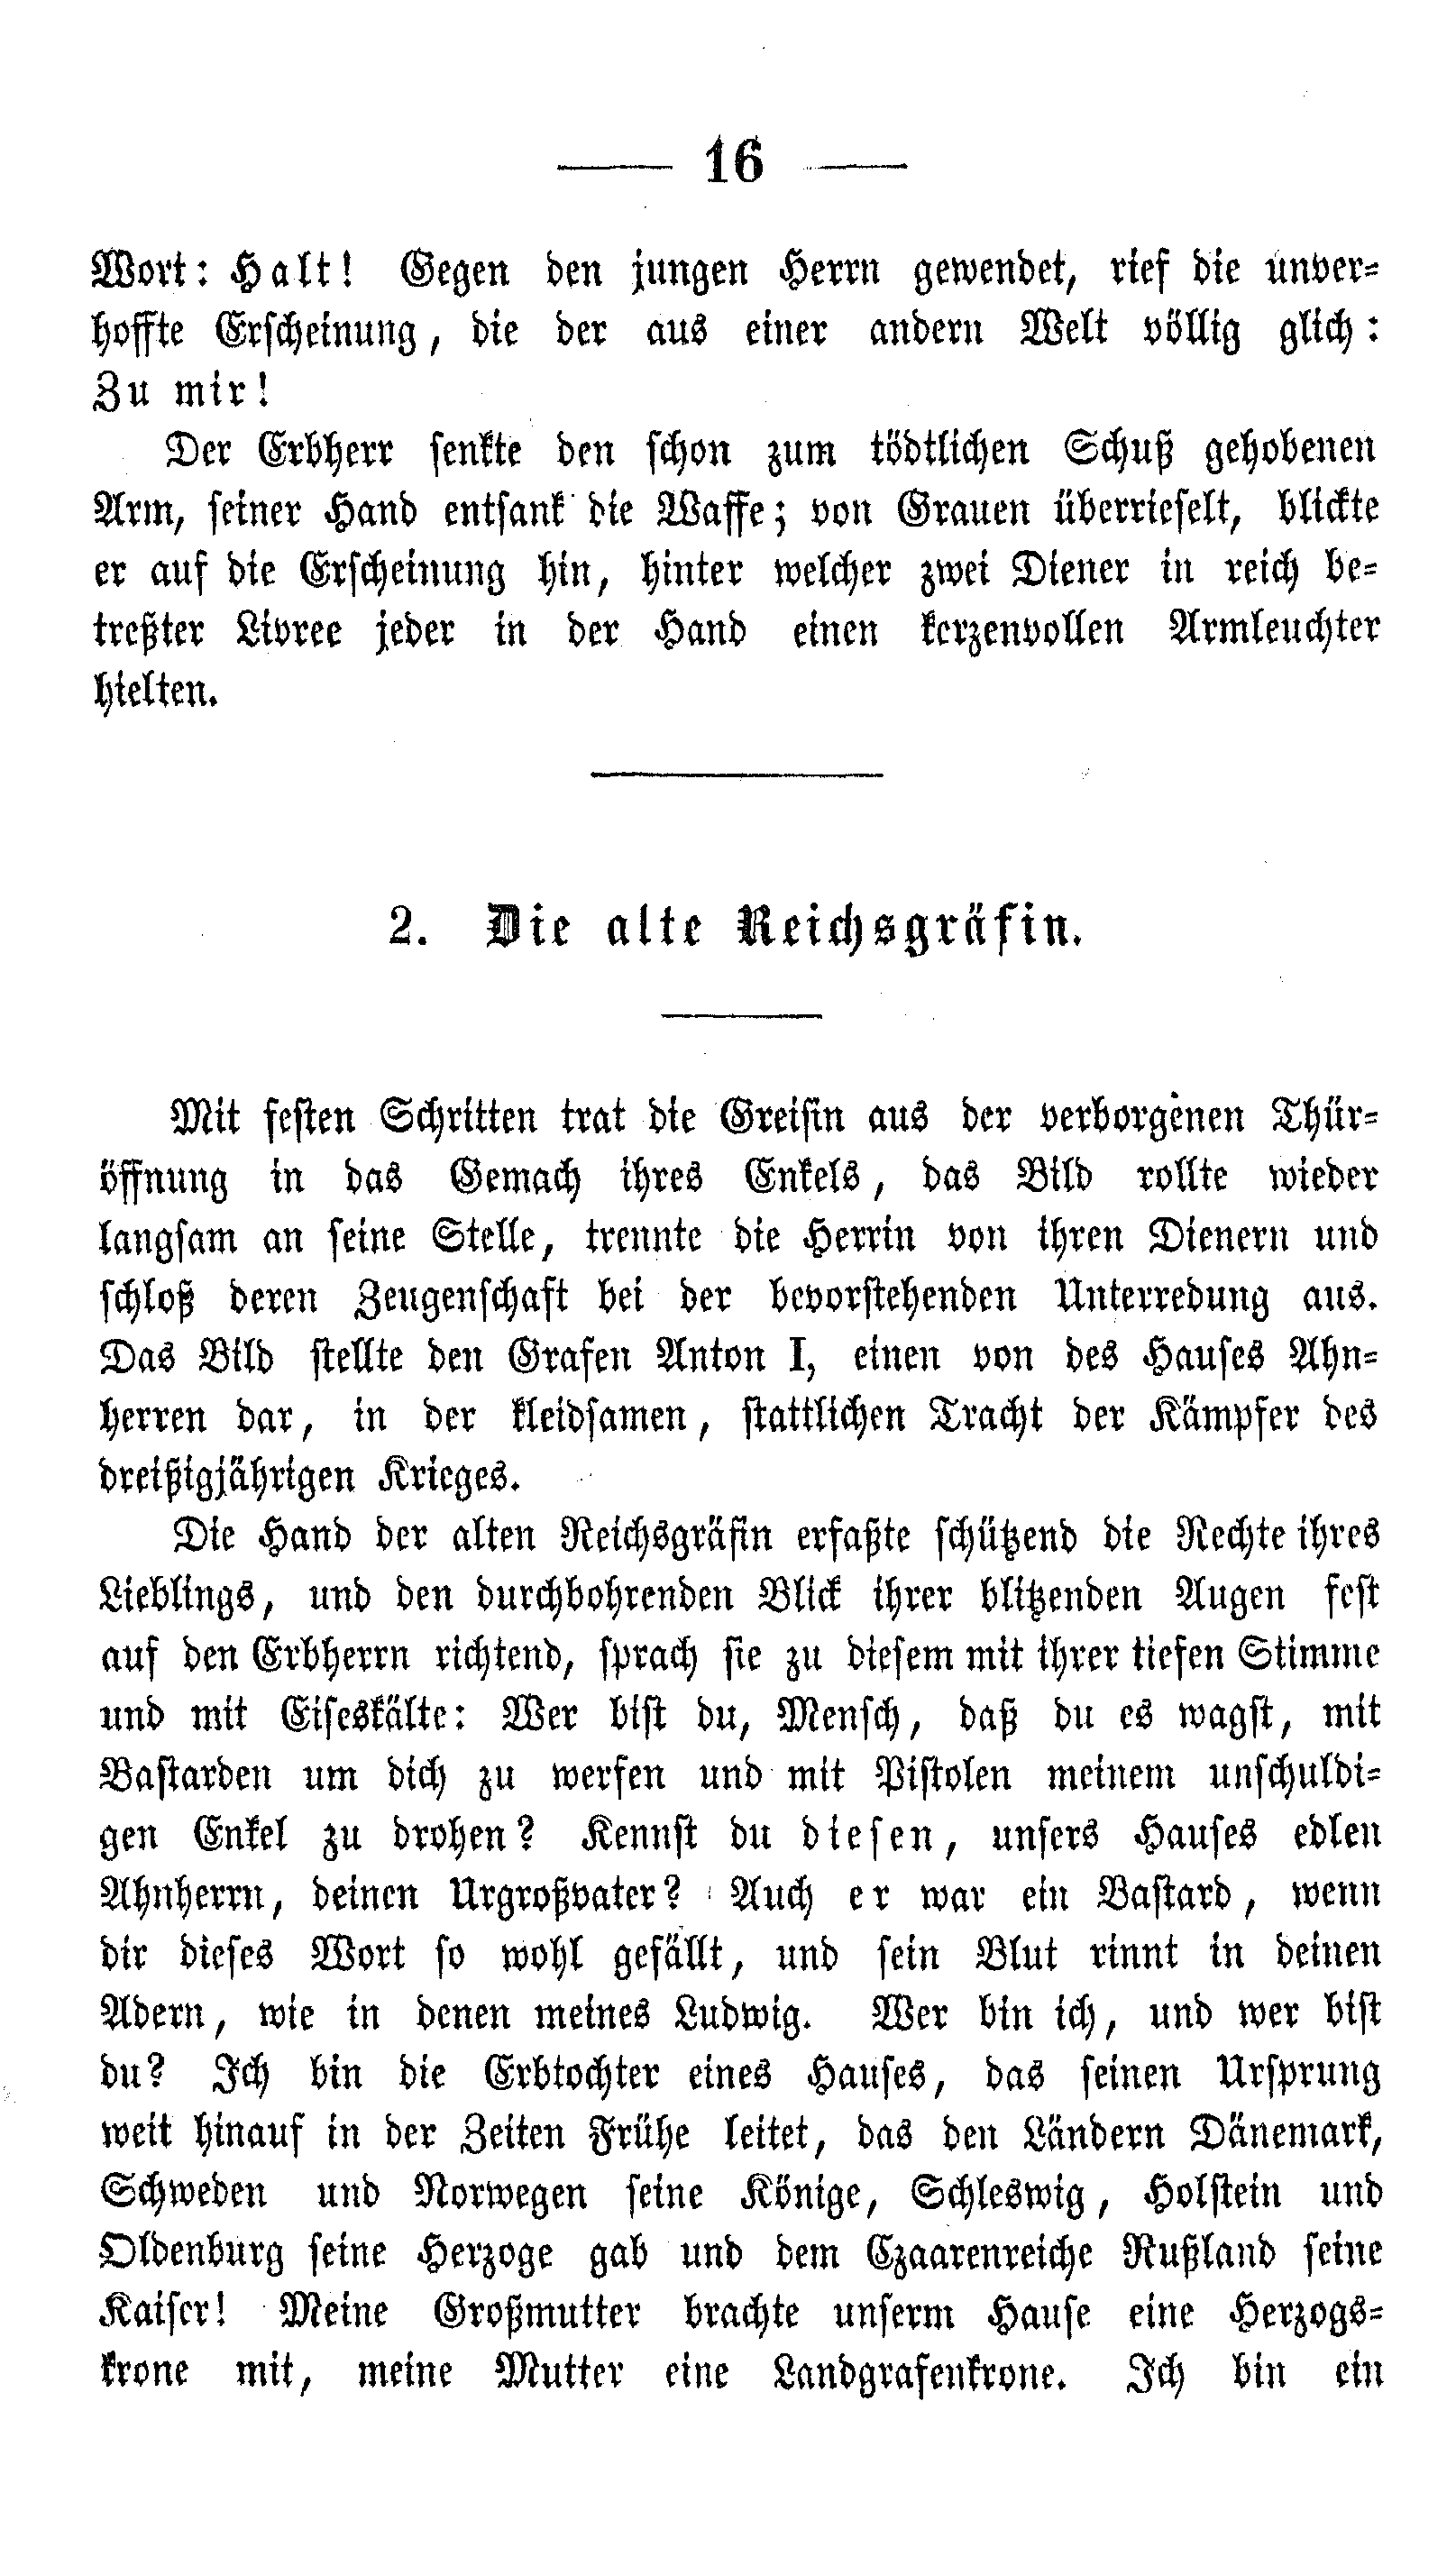 — 16 —
Wort: Halt! Gegen den jungen Herrn gewendet, rief die unver-
hoffte Erscheinung, die der aus einer andern Welt völlig glich:
Zu mir!
Der Erbherr senkte den schon zum tödtlichen Schuß gehobenen
Arm, seiner Hand entsank die Waffe; von Grauen überrieselt, blickte
er auf die Erscheinung hin, hinter welcher zwei Diener in reich be-
treßter Livree jeder in der Hand einen kerzenvollen Armleuchter
hielten.
2. Die alte Reichsgräfin.
Mit festen Schritten trat die Greisin aus der verborgenen Thür-
öffnung in das Gemach ihres Enkels, das Bild rollte wieder
langsam an seine Stelle, trennte die Herrin von ihren Dienern und
schloß deren Zeugenschaft bei der bevorstehenden Unterredung aus.
Das Bild stellte den Grafen Anton I, einen von des Hauses Ahn-
herren dar, in der kleidsamen, stattlichen Tracht der Kämpfer des
dreißigjährigen Krieges.
Die Hand der alten Reichsgräfin erfaßte schützend die Rechte ihres
Lieblings, und den durchbohrenden Blick ihrer blitzenden Augen fest
auf den Erbherrn richtend, sprach sie zu diesem mit ihrer tiefen Stimme
und mit Eiseskälte: Wer bist du, Mensch, daß du es wagst, mit
Bastarden um dich zu werfen und mit Pistolen meinem unschuldi-
gen Enkel zu drohen? Kennst du diesen, unsers Hauses edlen
Ahnherrn, deinen Urgroßvater? Auch er war ein Bastard, wenn
dir dieses Wort so wohl gefällt, und sein Blut rinnt in deinen
Adern, wie in denen meines Ludwig. Wer bin ich, und wer bist
du? Ich bin die Erbtochter eines Hauses, das seinen Ursprung
weit hinauf in der Zeiten Frühe leitet, das den Ländern Dänemark,
Schweden und Norwegen seine Könige, Schleswig, Holstein und
Oldenburg seine Herzoge gab und dem Czaarenreiche Rußland seine
Kaiser! Meine Großmutter brachte unserm Hause eine Herzogs-
krone mit, meine Mutter eine Landgrafenkrone. Ich bin ein